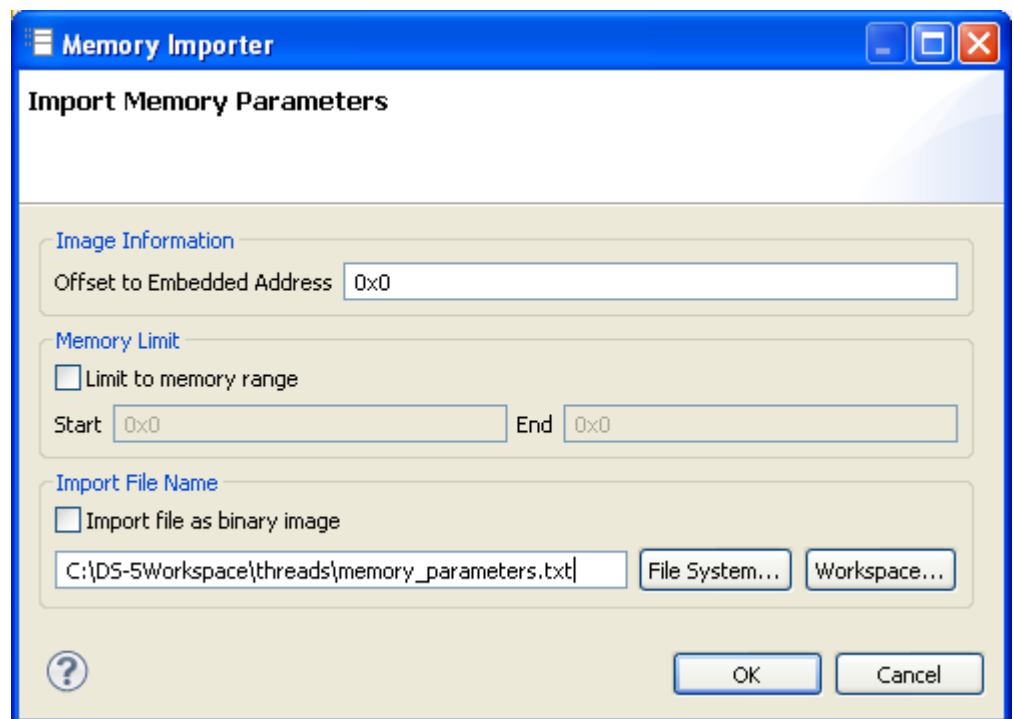 Memory Importer
Import Memory Parameters
Image Information
Offset to Embedded Address 0x0
Memory Limit
Limit to memory range
Start 0x0 End 0x0
Import File Name
Import file as binary image
C:\DS-5Workspace\threads\memory_parameters.txt File System... Workspace...
? OK Cancel